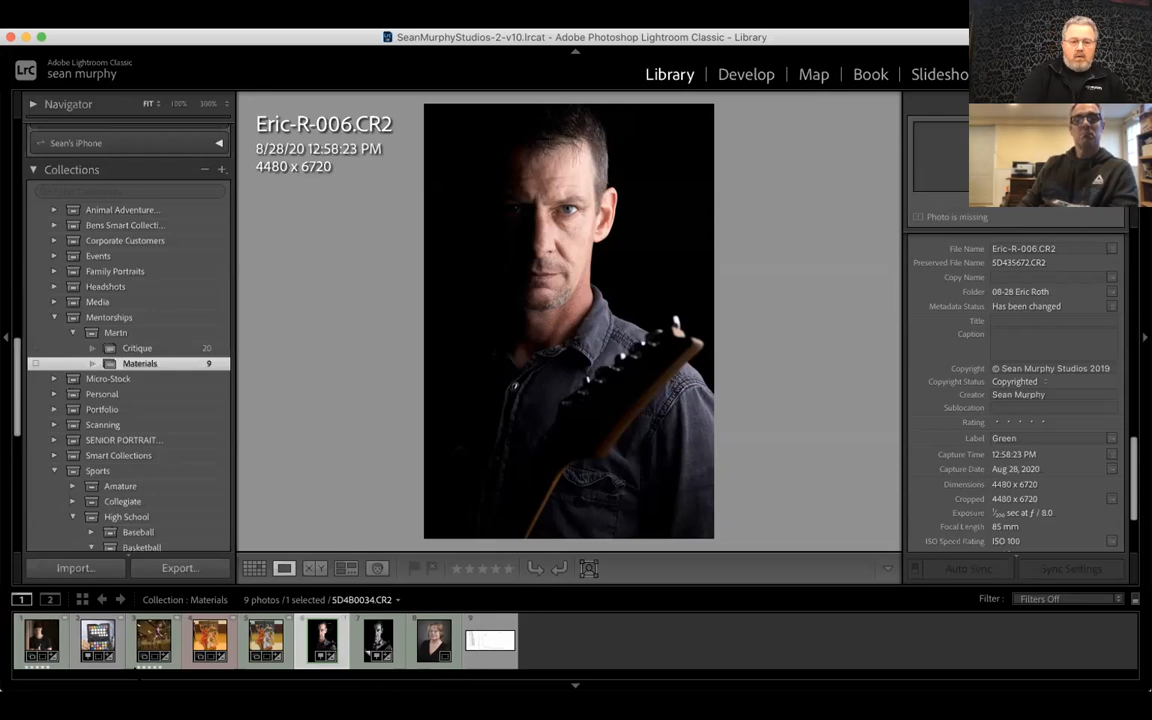 SeanMurphyStudios-2-v10.lrcat - Adobe Photoshop Lightroom Classic - Library
LrC
Adobe Lightroom Classic
sean murphy
Library | Develop | Map | Book | Slidesho
Navigator FIT 100% 300%
Sean's iPhone
Collections
Animal Adventure...
Bens Smart Collecti...
Corporate Customers
Events
Family Portraits
Headshots
Media
Mentorships
Martn
Critique 20
Materials 9
Micro-Stock
Personal
Portfolio
Scanning
SENIOR PORTRAIT...
Smart Collections
Sports
Amature
Collegiate
High School
Baseball
Basketball
Import...
Export...
Eric-R-006.CR2
8/28/20 12:58:23 PM
4480 x 6720
Photo is missing
File Name Eric-R-006.CR2
Preserved File Name 5D435672.CR2
Copy Name
Folder 08-28 Eric Roth
Metadata Status Has been changed
Title
Caption
Copyright © Sean Murphy Studios 2019
Copyright Status Copyrighted
Creator Sean Murphy
Sublocation
Rating
Label Green
Capture Time 12:58:23 PM
Capture Date Aug 28, 2020
Dimensions 4480 x 6720
Cropped 4480 x 6720
Exposure 1/200 sec at ƒ / 8.0
Focal Length 85 mm
ISO Speed Rating ISO 100
Auto Sync
Sync Settings
1 2 Collection : Materials 9 photos / 1 selected / 5D4B0034.CR2
Filter : Filters Off